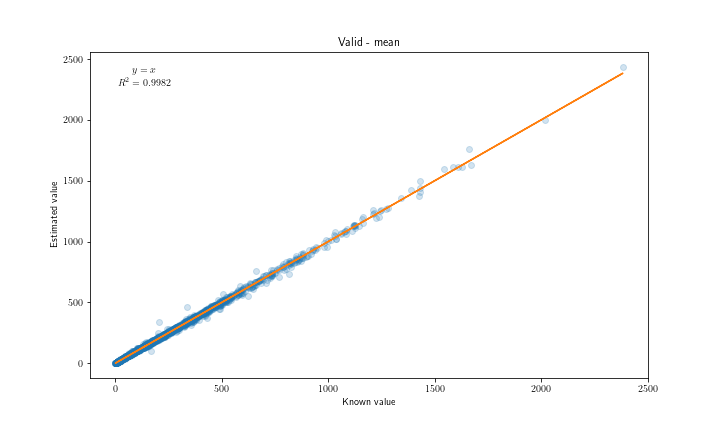 Valid - mean
y = x
R² = 0.9982
2500
2000
1500
1000
500
0
Estimated value
0 500 1000 1500 2000 2500
Known value